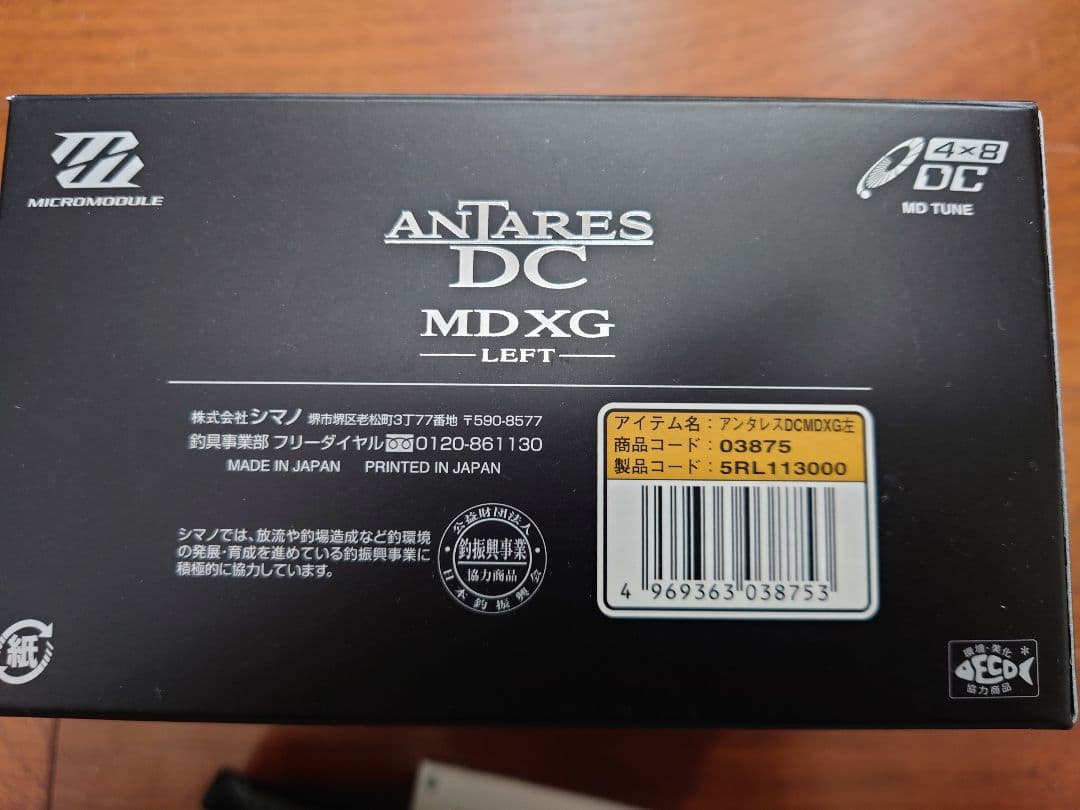 MICROMODULE
4×8
DC
MD TUNE
ANTARES
DC
MD XG
LEFT
株式会社シマノ 堺市堺区老松町3丁77番地 〒590-8577
釣具事業部 フリーダイヤル 0120-861130
MADE IN JAPAN PRINTED IN JAPAN
シマノでは、放流や釣場造成など釣環境
の発展・育成を進めている釣振興事業に
積極的に協力しています。
公益財団法人
釣振興事業
協力商品
日本釣振興会
アイテム名：アンタレスDCMDXG左
商品コード：03875
製品コード：5RL113000
4 969363 038753
紙
環境・美化
ECO
協力商品